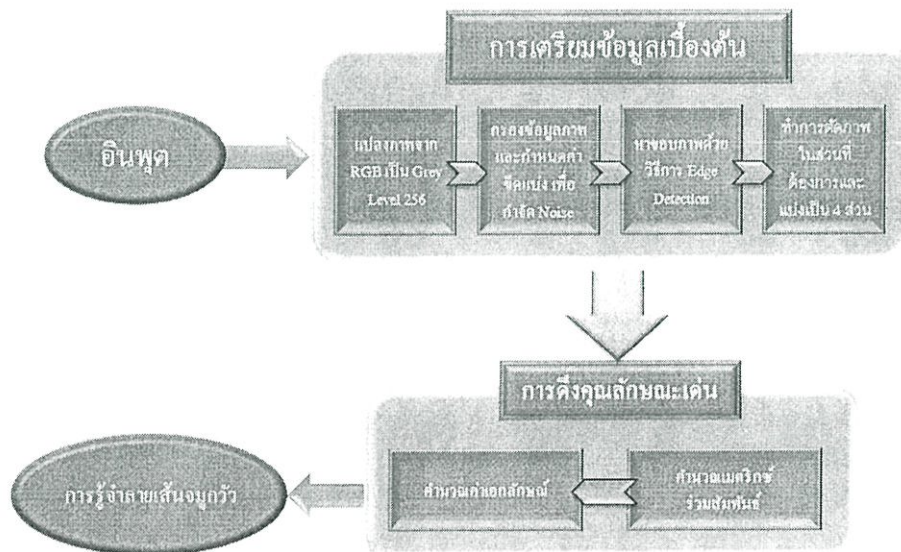 การเตรียมข้อมูลเบื้องต้น
อินพุต
แปลงภาพจาก
RGB เป็น Grey
Level 256
กรองข้อมูลภาพ
และกำหนดค่า
ขีดแบ่ง เพื่อ
กำจัด Noise
หาขอบภาพด้วย
วิธีการ Edge
Detection
ทำการตัดภาพ
ในส่วนที่
ต้องการและ
แบ่งเป็น 4 ส่วน
การดึงคุณลักษณะเด่น
คำนวณเมตริกซ์
ร่วมสัมพันธ์
คำนวณค่าเอกลักษณ์
การรู้จำลายเส้นจมูกวัว